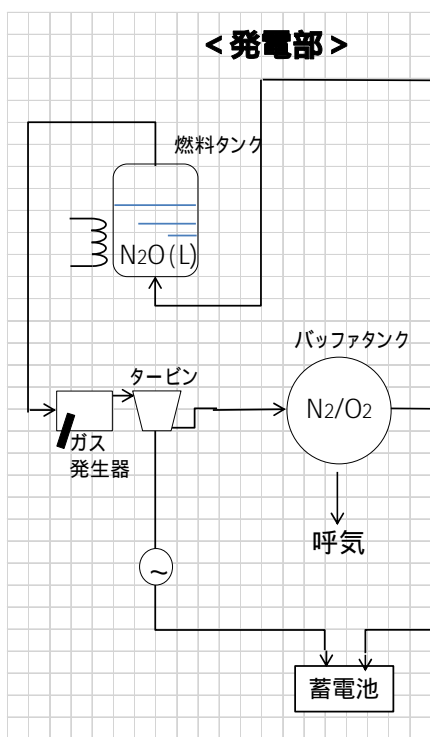 <発電部>
燃料タンク
N2O(L)
バッファタンク
タービン
N2/O2
ガス
発生器
呼気
~
蓄電池